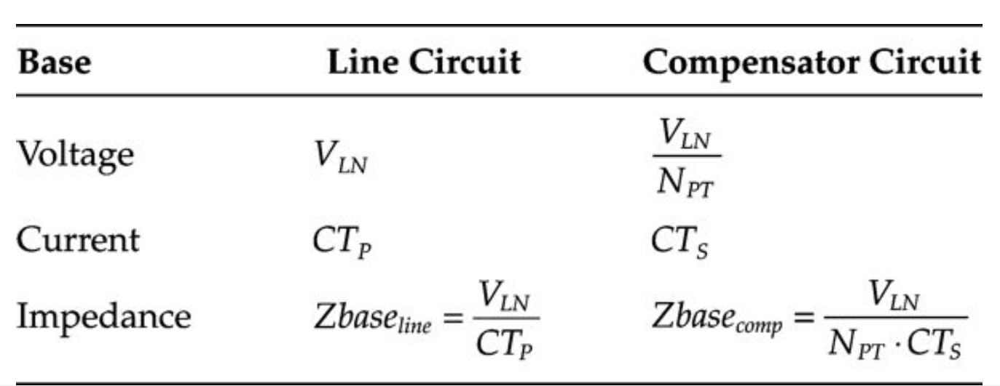 Base Line Circuit Compensator Circuit
Voltage V_{LN} \frac{V_{LN}}{N_{PT}}
Current CT_P CT_S
Impedance Zbase_{line} = \frac{V_{LN}}{CT_P} Zbase_{comp} = \frac{V_{LN}}{N_{PT} \cdot CT_S}